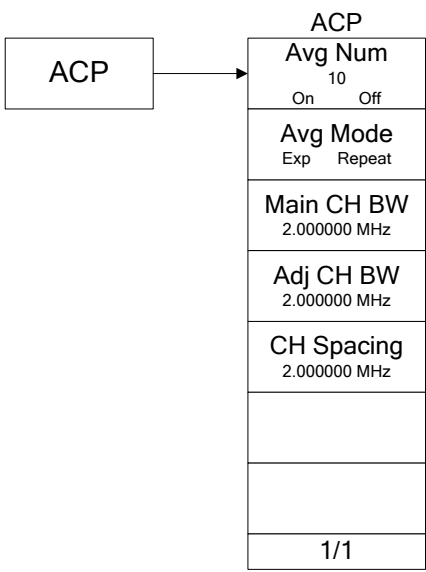 ACP
ACP
Avg Num
10
On Off
Avg Mode
Exp Repeat
Main CH BW
2.000000 MHz
Adj CH BW
2.000000 MHz
CH Spacing
2.000000 MHz
1/1